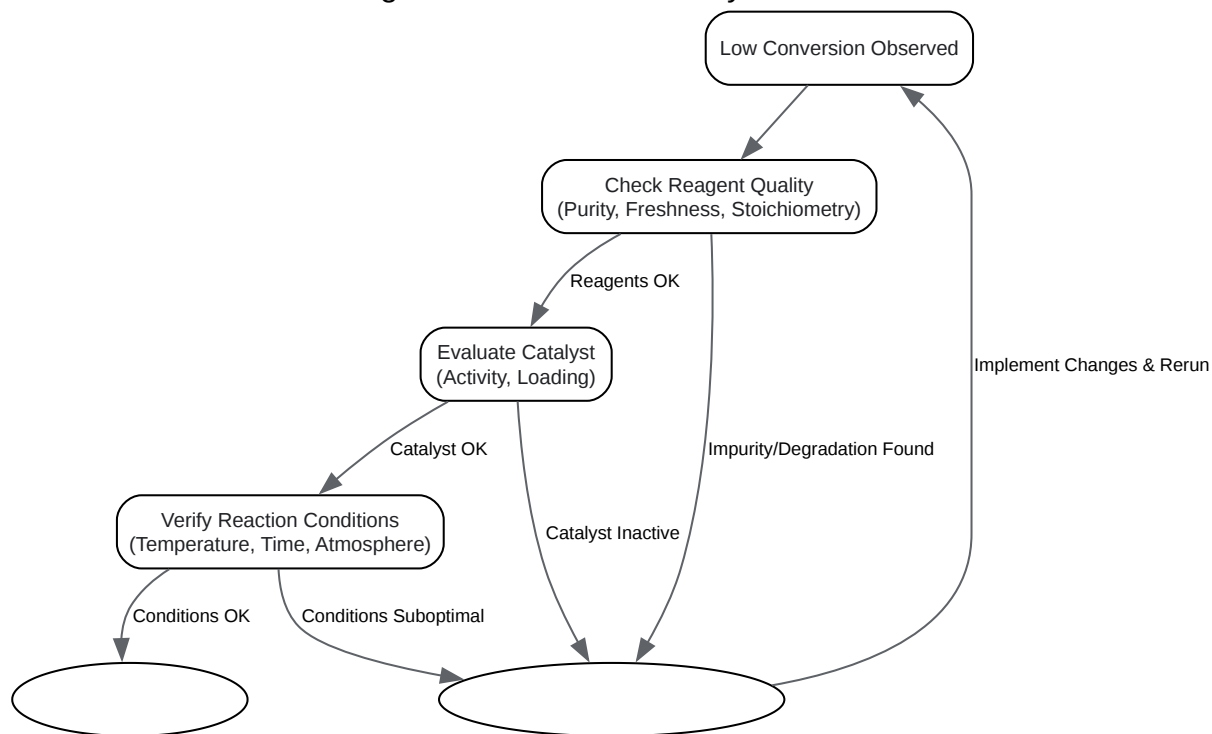 Low Conversion Observed
Check Reagent Quality
(Purity, Freshness, Stoichiometry)
Reagents OK
Evaluate Catalyst
(Activity, Loading)
Implement Changes & Rerun
Catalyst OK
Impurity/Degradation Found
Verify Reaction Conditions
(Temperature, Time, Atmosphere)
Catalyst Inactive
Conditions OK
Conditions Suboptimal